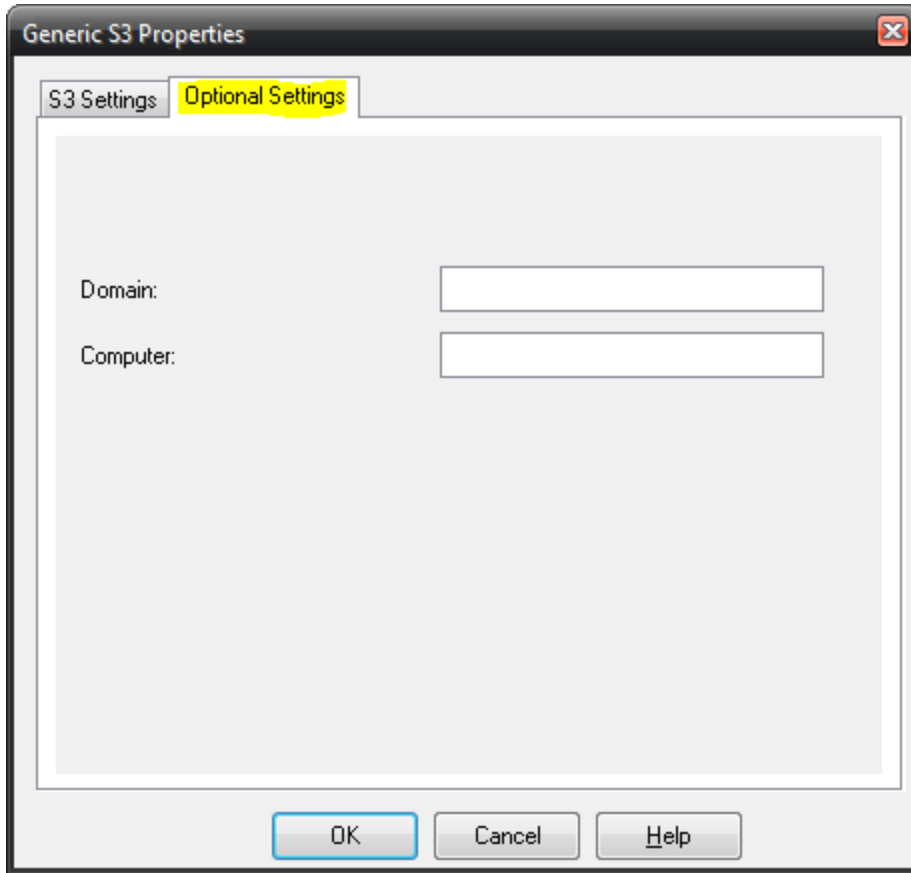 Generic S3 Properties
S3 Settings Optional Settings
Domain:
Computer:
OK Cancel Help